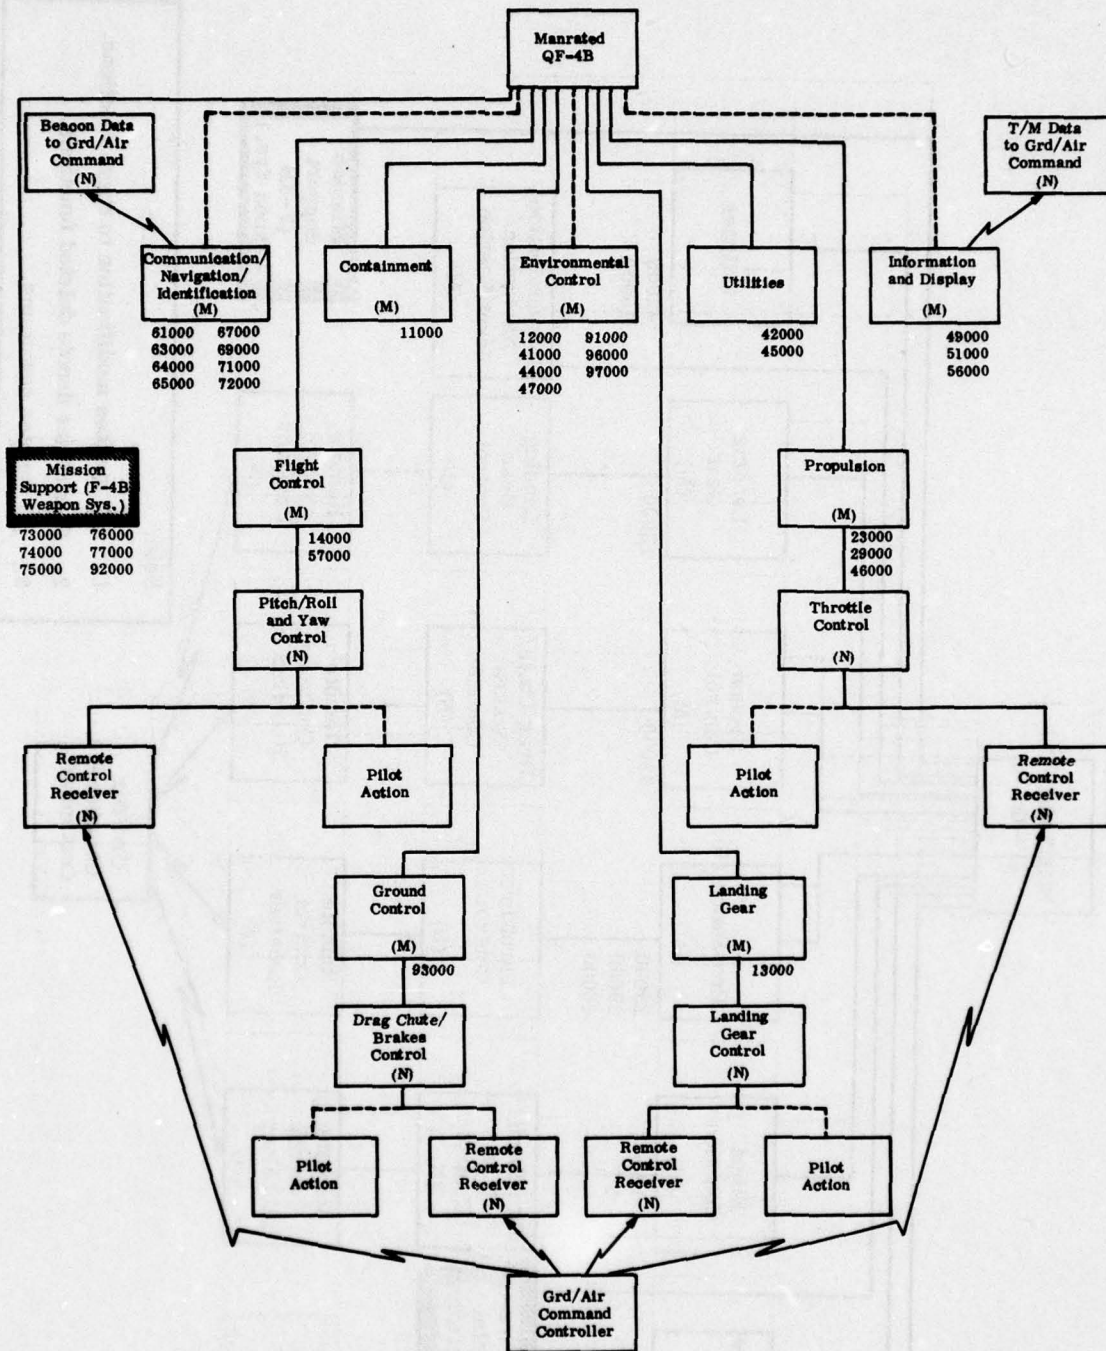 Manrated
QF-4B
Beacon Data
to Grd/Air
Command
(N)
T/M Data
to Grd/Air
Command
(N)
Communication/
Navigation/
Identification
(M)
61000 67000
63000 69000
64000 71000
65000 72000
Containment
(M)
11000
Environmental
Control
(M)
12000 91000
41000 96000
44000 97000
47000
Utilities
42000
45000
Information
and Display
(M)
49000
51000
56000
Mission
Support (F-4B
Weapon Sys.)
73000 76000
74000 77000
75000 92000
Flight
Control
(M)
14000
57000
Propulsion
(M)
23000
29000
46000
Pitch/Roll
and Yaw
Control
(N)
Throttle
Control
(N)
Remote
Control
Receiver
(N)
Pilot
Action
Pilot
Action
Remote
Control
Receiver
(N)
Ground
Control
(M)
93000
Landing
Gear
(M)
13000
Drag Chute/
Brakes
Control
(N)
Landing
Gear
Control
(N)
Pilot
Action
Remote
Control
Receiver
(N)
Remote
Control
Receiver
(N)
Pilot
Action
Grd/Air
Command
Controller